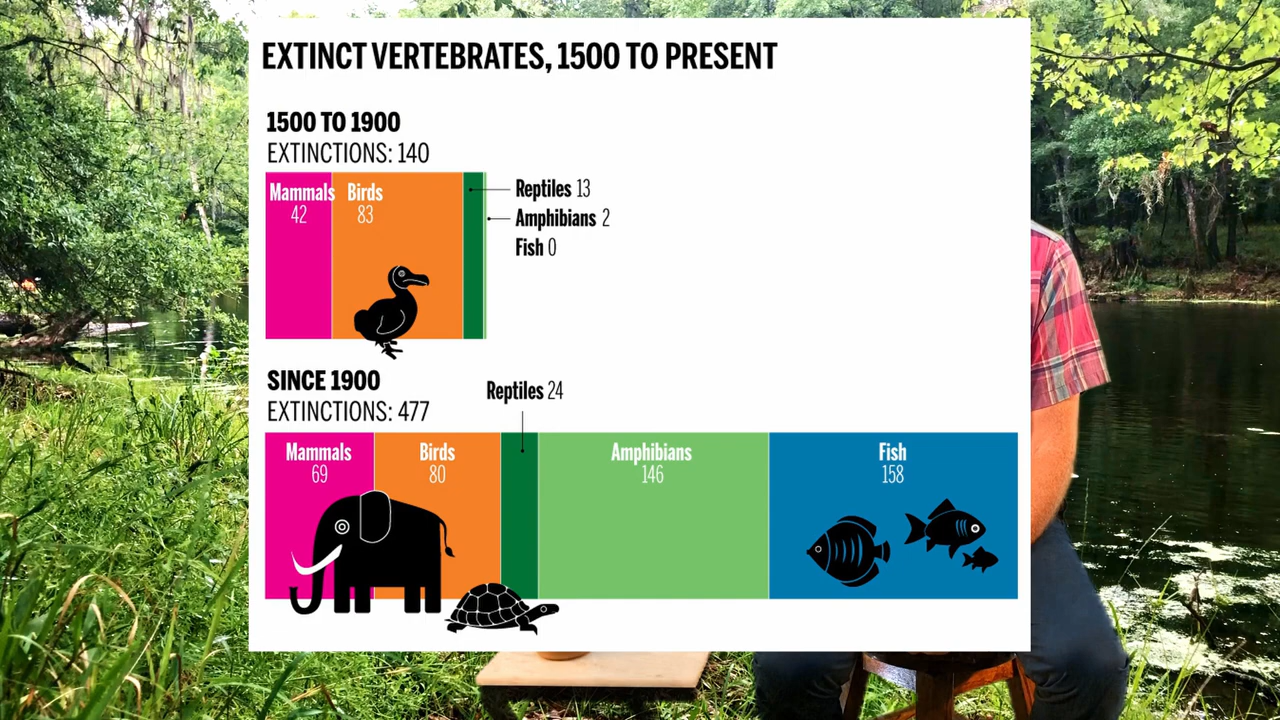 EXTINCT VERTEBRATES, 1500 TO PRESENT
1500 TO 1900
EXTINCTIONS: 140
Mammals
42
Birds
83
Reptiles 13
Amphibians 2
Fish 0
SINCE 1900
EXTINCTIONS: 477
Reptiles 24
Mammals
69
Birds
80
Amphibians
146
Fish
158